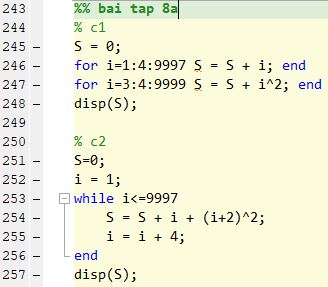 243 %% bai tap 8a
244 % c1
245 – S = 0;
246 – for i=1:4:9997 S = S + i; end
247 – for i=3:4:9999 S = S + i^2; end
248 – disp(S);
249
250 % c2
251 – S=0;
252 – i = 1;
253 – while i<=9997
254 – S = S + i + (i+2)^2;
255 – i = i + 4;
256 – end
257 – disp(S);